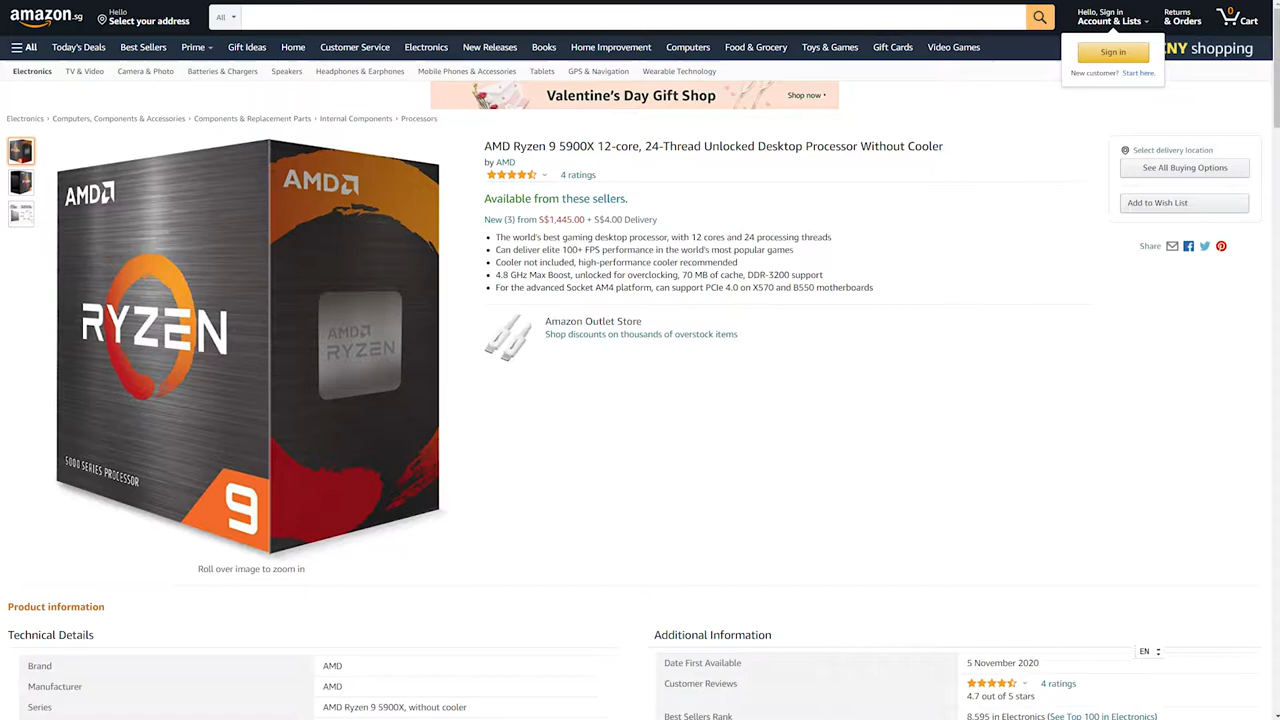 amazon.sg
Hello
Select your address
All
Hello, Sign in
Account & Lists
Returns
& Orders
0
Cart
All
Today's Deals
Best Sellers
Prime
Gift Ideas
Home
Customer Service
Electronics
New Releases
Books
Home Improvement
Computers
Food & Grocery
Toys & Games
Gift Cards
Video Games
NY shopping
Sign in
New customer? Start here.
Electronics
TV & Video
Camera & Photo
Batteries & Chargers
Speakers
Headphones & Earphones
Mobile Phones & Accessories
Tablets
GPS & Navigation
Wearable Technology
Valentine's Day Gift Shop
Shop now
Electronics › Computers, Components & Accessories › Components & Replacement Parts › Internal Components › Processors
AMD
RYZEN
5000 SERIES PROCESSOR
9
AMD
AMD
RYZEN
Roll over image to zoom in
AMD Ryzen 9 5900X 12-core, 24-Thread Unlocked Desktop Processor Without Cooler
by AMD
4 ratings
Available from these sellers.
New (3) from S$1,445.00 + S$4.00 Delivery
• The world's best gaming desktop processor, with 12 cores and 24 processing threads
• Can deliver elite 100+ FPS performance in the world's most popular games
• Cooler not included, high-performance cooler recommended
• 4.8 GHz Max Boost, unlocked for overclocking, 70 MB of cache, DDR-3200 support
• For the advanced Socket AM4 platform, can support PCIe 4.0 on X570 and B550 motherboards
Amazon Outlet Store
Shop discounts on thousands of overstock items
Select delivery location
See All Buying Options
Add to Wish List
Share
Product information
Technical Details
Brand AMD
Manufacturer AMD
Series AMD Ryzen 9 5900X, without cooler
Additional Information
EN
Date First Available 5 November 2020
Customer Reviews 4 ratings
4.7 out of 5 stars
Best Sellers Rank 8,595 in Electronics (See Top 100 in Electronics)